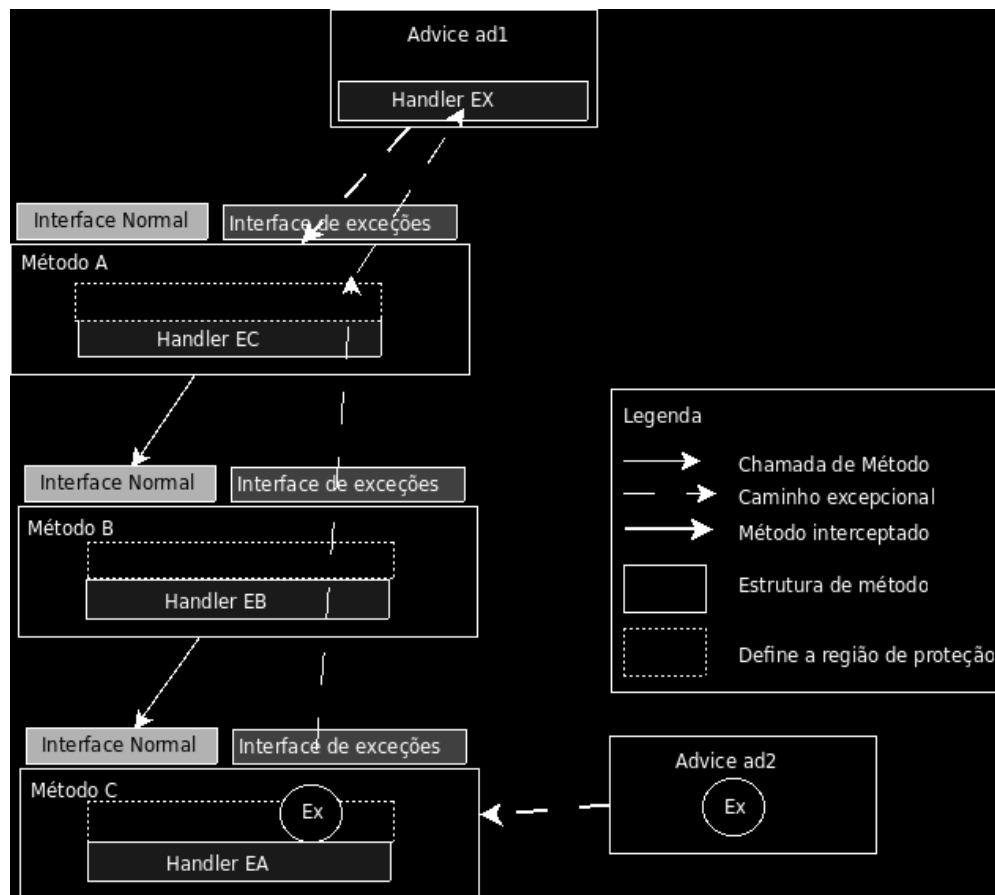 Advice ad1
Handler EX
Interface Normal
Interface de exceções
Método A
Handler EC
Interface Normal
Interface de exceções
Método B
Handler EB
Interface Normal
Interface de exceções
Método C
Ex
Handler EA
Legenda
Chamada de Método
Caminho excepcional
Método interceptado
Estrutura de método
Define a região de proteção
Advice ad2
Ex